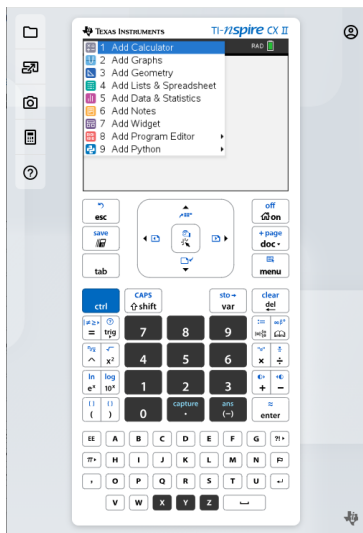 TEXAS INSTRUMENTS TI-nspire CX II
RAD
1 Add Calculator
2 Add Graphs
3 Add Geometry
4 Add Lists & Spreadsheet
5 Add Data & Statistics
6 Add Notes
7 Add Widget
8 Add Program Editor
9 Add Python
esc
off
on
save
+page
doc
tab
menu
ctrl
CAPS
shift
sto→
clear
del
= trig 7 8 9
^ x² 4 5 6 × ÷
ln log
eˣ 10ˣ 1 2 3 + −
capture ans ≈
( ) 0 . (−) enter
EE A B C D E F G ?!
π H I J K L M N
, O P Q R S T U
V W X Y Z